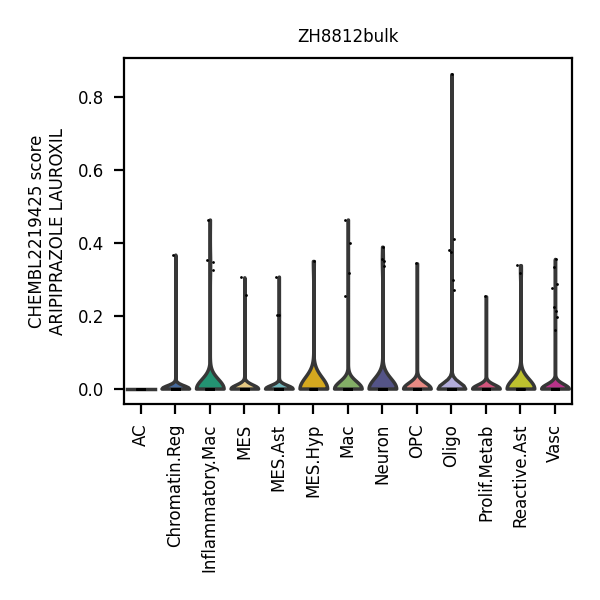 ZH8812bulk
CHEMBL2219425 score
ARIPIPRAZOLE LAUROXIL
0.8
0.6
0.4
0.2
0.0
AC
Chromatin.Reg
Inflammatory.Mac
MES
MES.Ast
MES.Hyp
Mac
Neuron
OPC
Oligo
Prolif.Metab
Reactive.Ast
Vasc